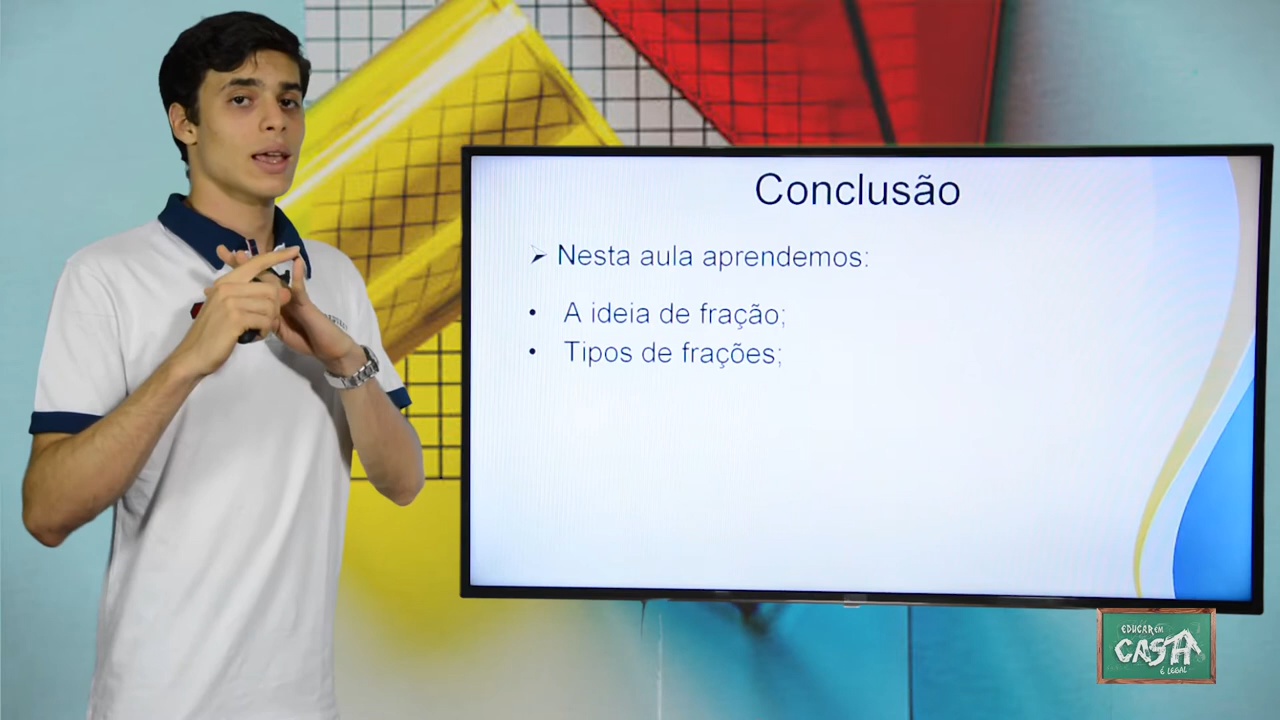 Conclusão
➢ Nesta aula aprendemos:
• A ideia de fração;
• Tipos de frações;
EDUCAR EM
CASA
É LEGAL